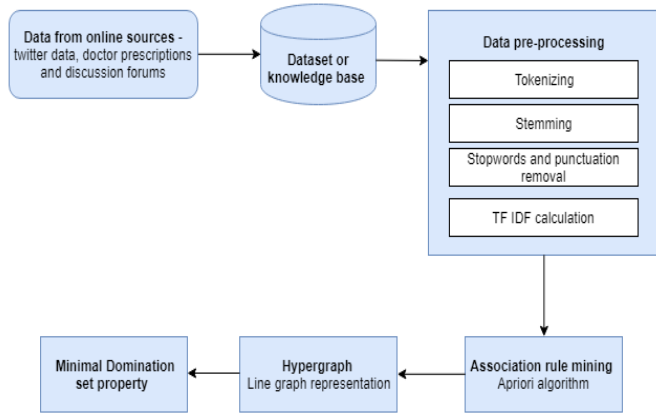 Data from online sources -
twitter data, doctor prescriptions
and discussion forums
Dataset or
knowledge base
Data pre-processing
Tokenizing
Stemming
Stopwords and punctuation
removal
TF IDF calculation
Association rule mining
Apriori algorithm
Hypergraph
Line graph representation
Minimal Domination
set property